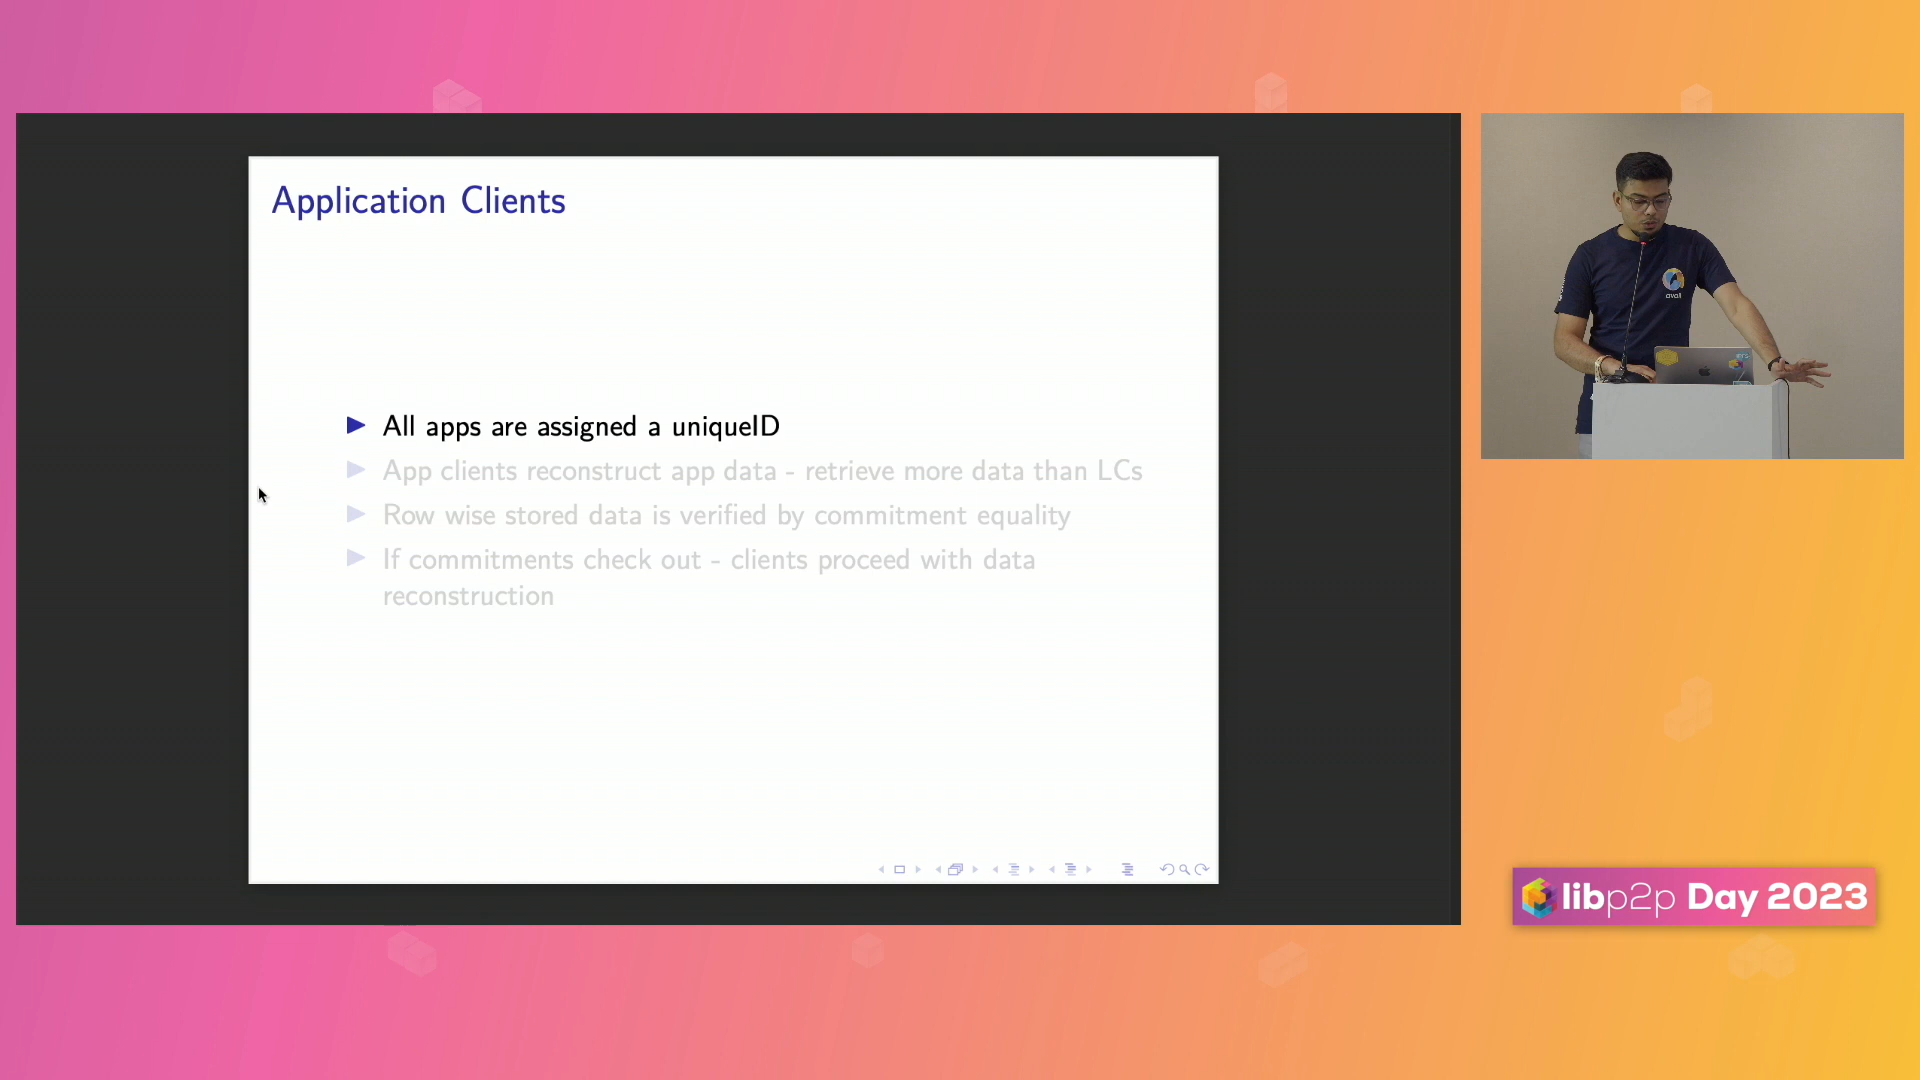 Application Clients
All apps are assigned a uniqueID
App clients reconstruct app data - retrieve more data than LCs
Row wise stored data is verified by commitment equality
If commitments check out - clients proceed with data
reconstruction
avail
libp2p Day 2023